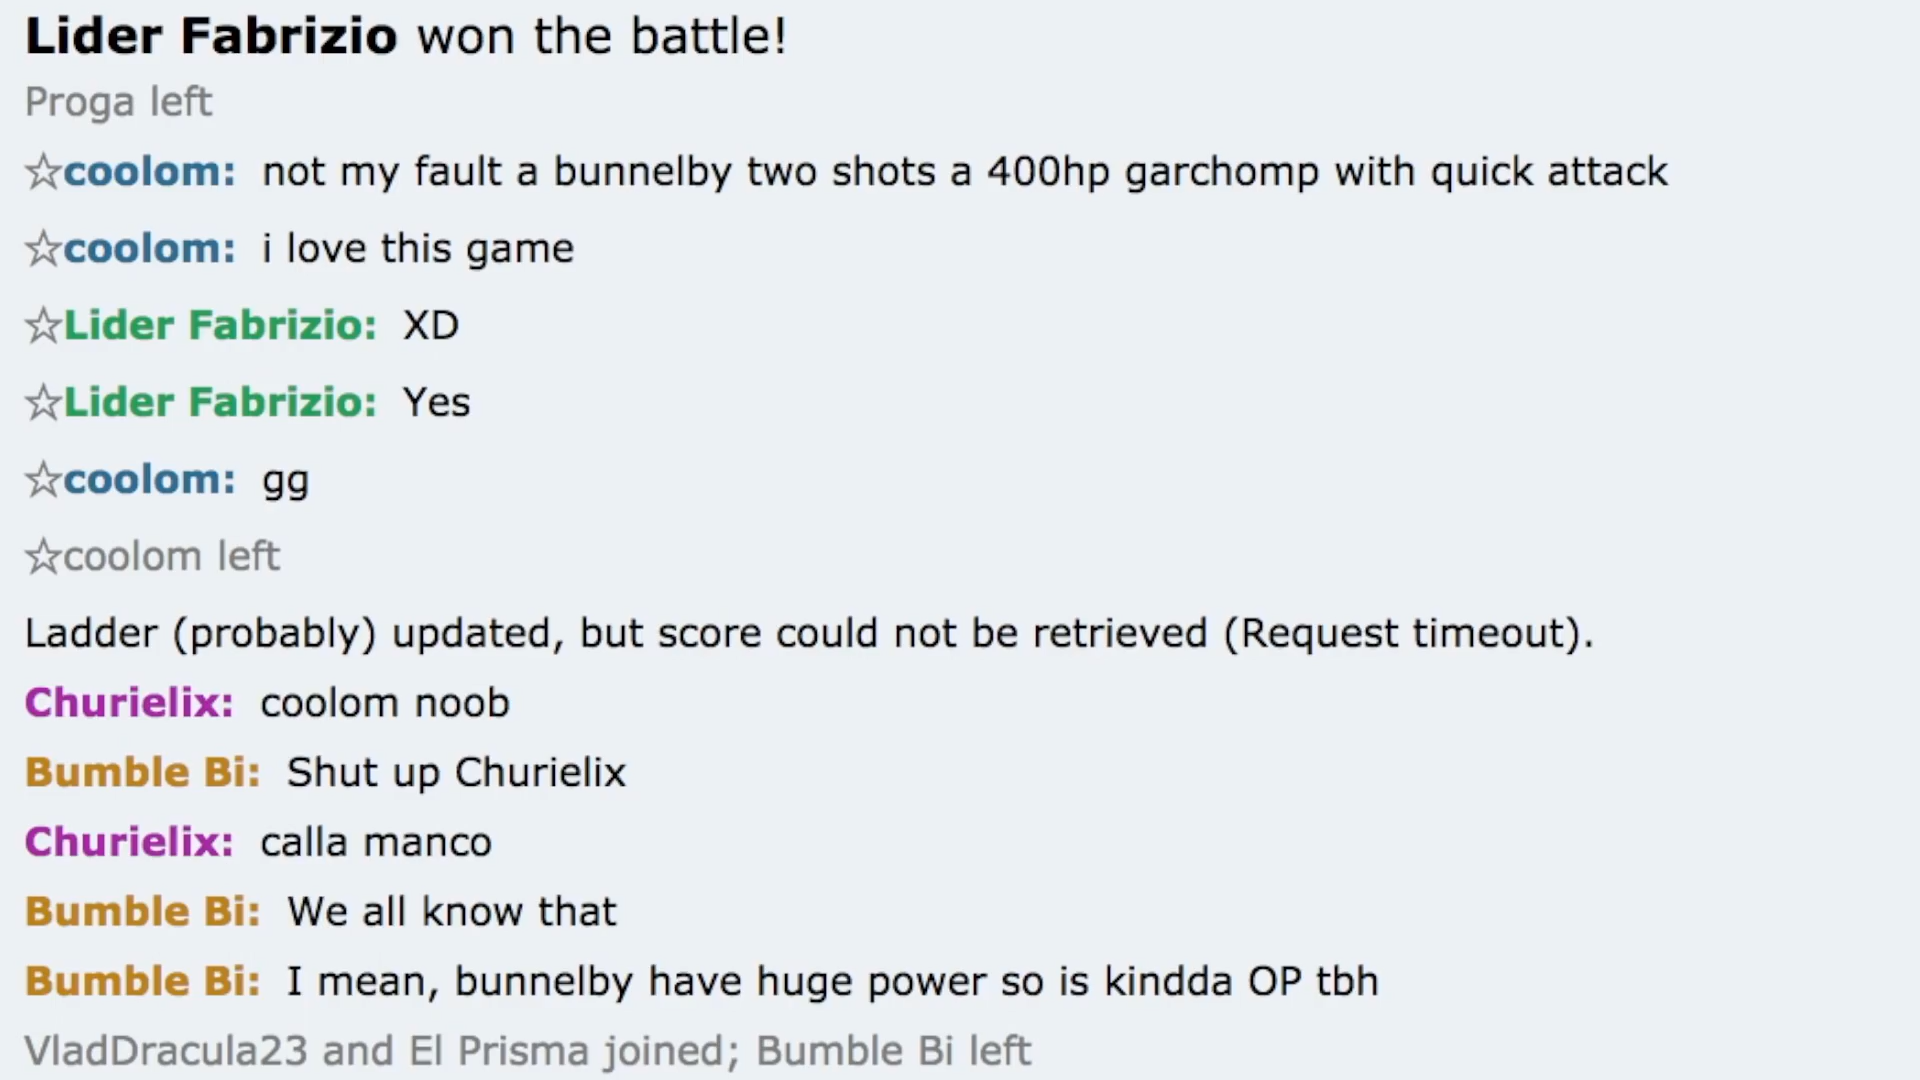 Lider Fabrizio won the battle!
Proga left
☆coolom: not my fault a bunnelby two shots a 400hp garchomp with quick attack
☆coolom: i love this game
☆Lider Fabrizio: XD
☆Lider Fabrizio: Yes
☆coolom: gg
☆coolom left
Ladder (probably) updated, but score could not be retrieved (Request timeout).
Churielix: coolom noob
Bumble Bi: Shut up Churielix
Churielix: calla manco
Bumble Bi: We all know that
Bumble Bi: I mean, bunnelby have huge power so is kindda OP tbh
VladDracula23 and El Prisma joined; Bumble Bi left